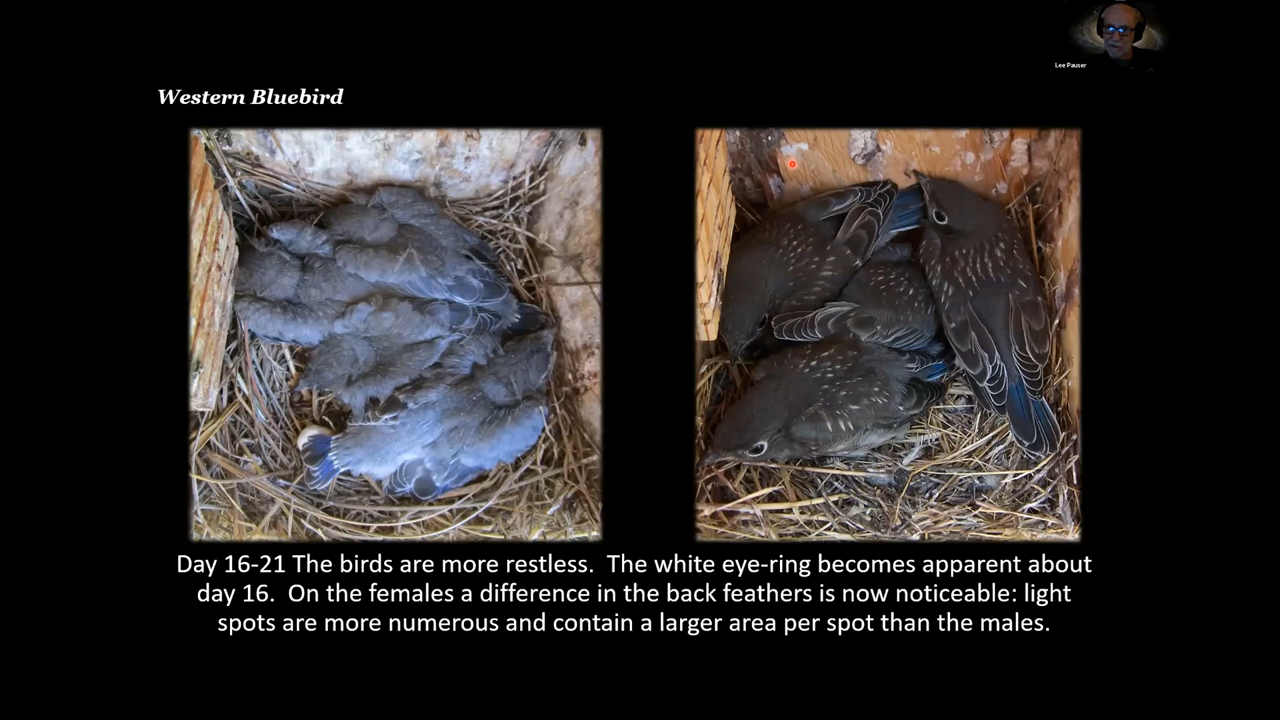 Lee Pauser
Western Bluebird
Day 16-21 The birds are more restless.  The white eye-ring becomes apparent about
day 16.  On the females a difference in the back feathers is now noticeable: light
spots are more numerous and contain a larger area per spot than the males.